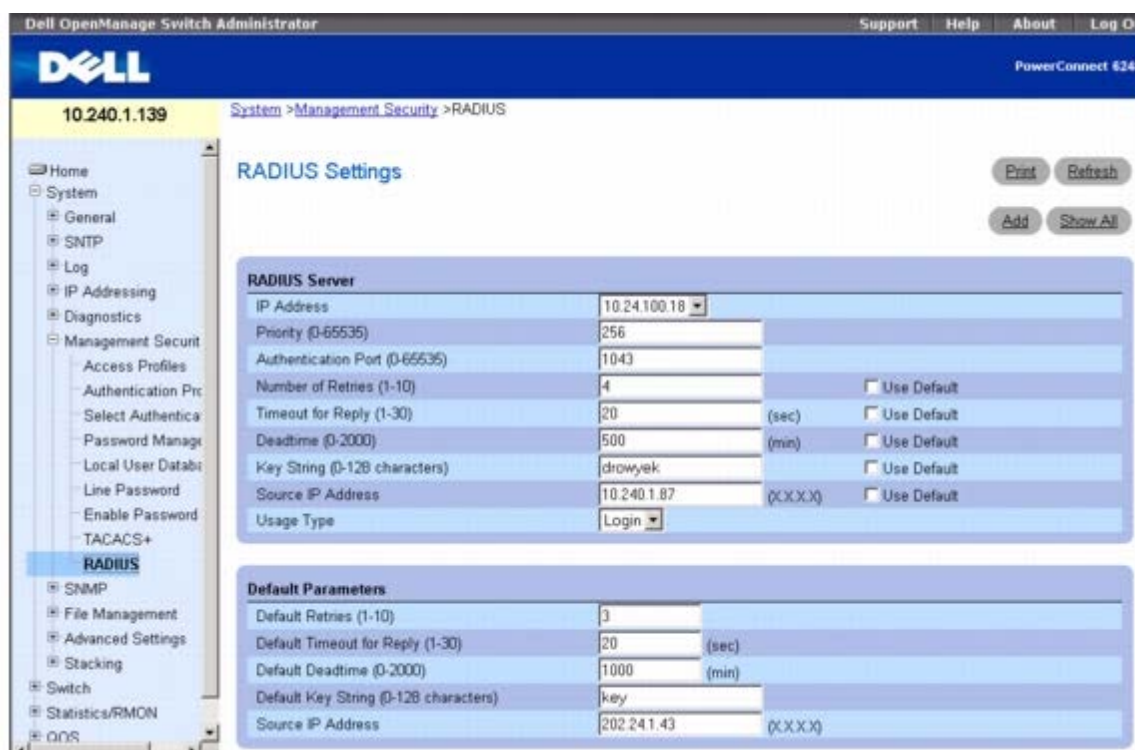 Dell OpenManage Switch Administrator Support Help About Log O
DELL
PowerConnect 624
10.240.1.139
System >Management Security >RADIUS
Home
System
General
SNTP
Log
IP Addressing
Diagnostics
Management Securit
Access Profiles
Authentication Pro
Select Authentica
Password Manage
Local User Databa
Line Password
Enable Password
TACACS+
RADIUS
SNMP
File Management
Advanced Settings
Stacking
Switch
Statistics/RMON
QOS
RADIUS Settings
Print Refresh
Add Show All
RADIUS Server
IP Address 10.24.100.18
Priority (0-65535) 256
Authentication Port (0-65535) 1043
Number of Retries (1-10) 4 Use Default
Timeout for Reply (1-30) 20 (sec) Use Default
Deadtime (0-2000) 500 (min) Use Default
Key String (0-128 characters) drowyek Use Default
Source IP Address 10.240.1.87 (X.X.X.X) Use Default
Usage Type Login
Default Parameters
Default Retries (1-10) 3
Default Timeout for Reply (1-30) 20 (sec)
Default Deadtime (0-2000) 1000 (min)
Default Key String (0-128 characters) key
Source IP Address 202.24.1.43 (X.X.X.X)